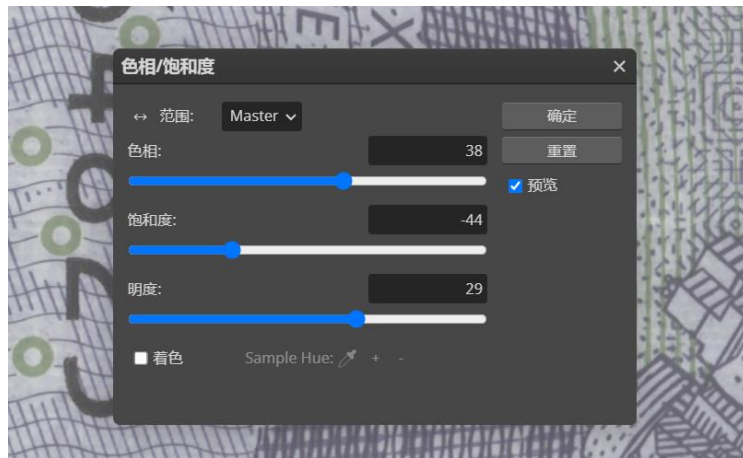 EX
色相/饱和度
×
↔ 范围: Master 确定
色相: 38 重置
预览
饱和度: -44
明度: 29
着色 Sample Hue: + -